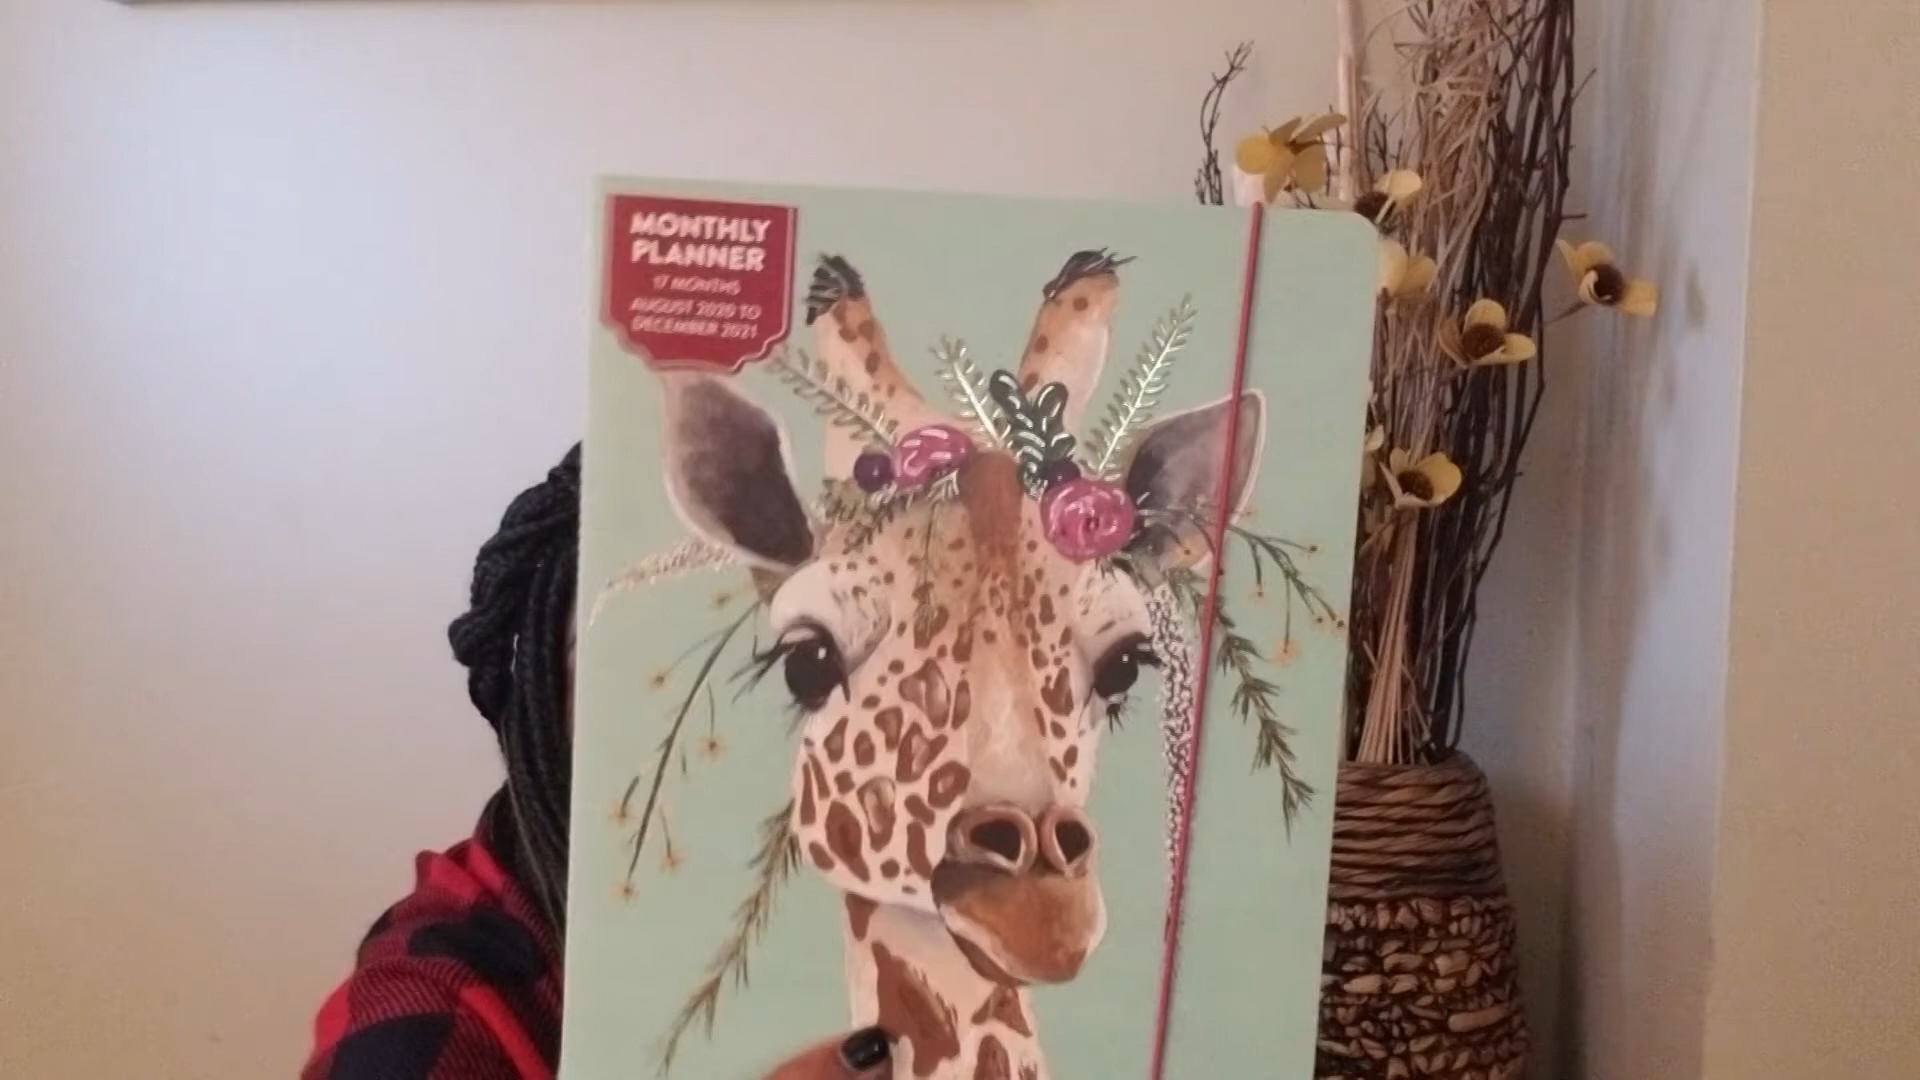 MONTHLY
PLANNER
17 MONTHS
AUGUST 2020 TO
DECEMBER 2021